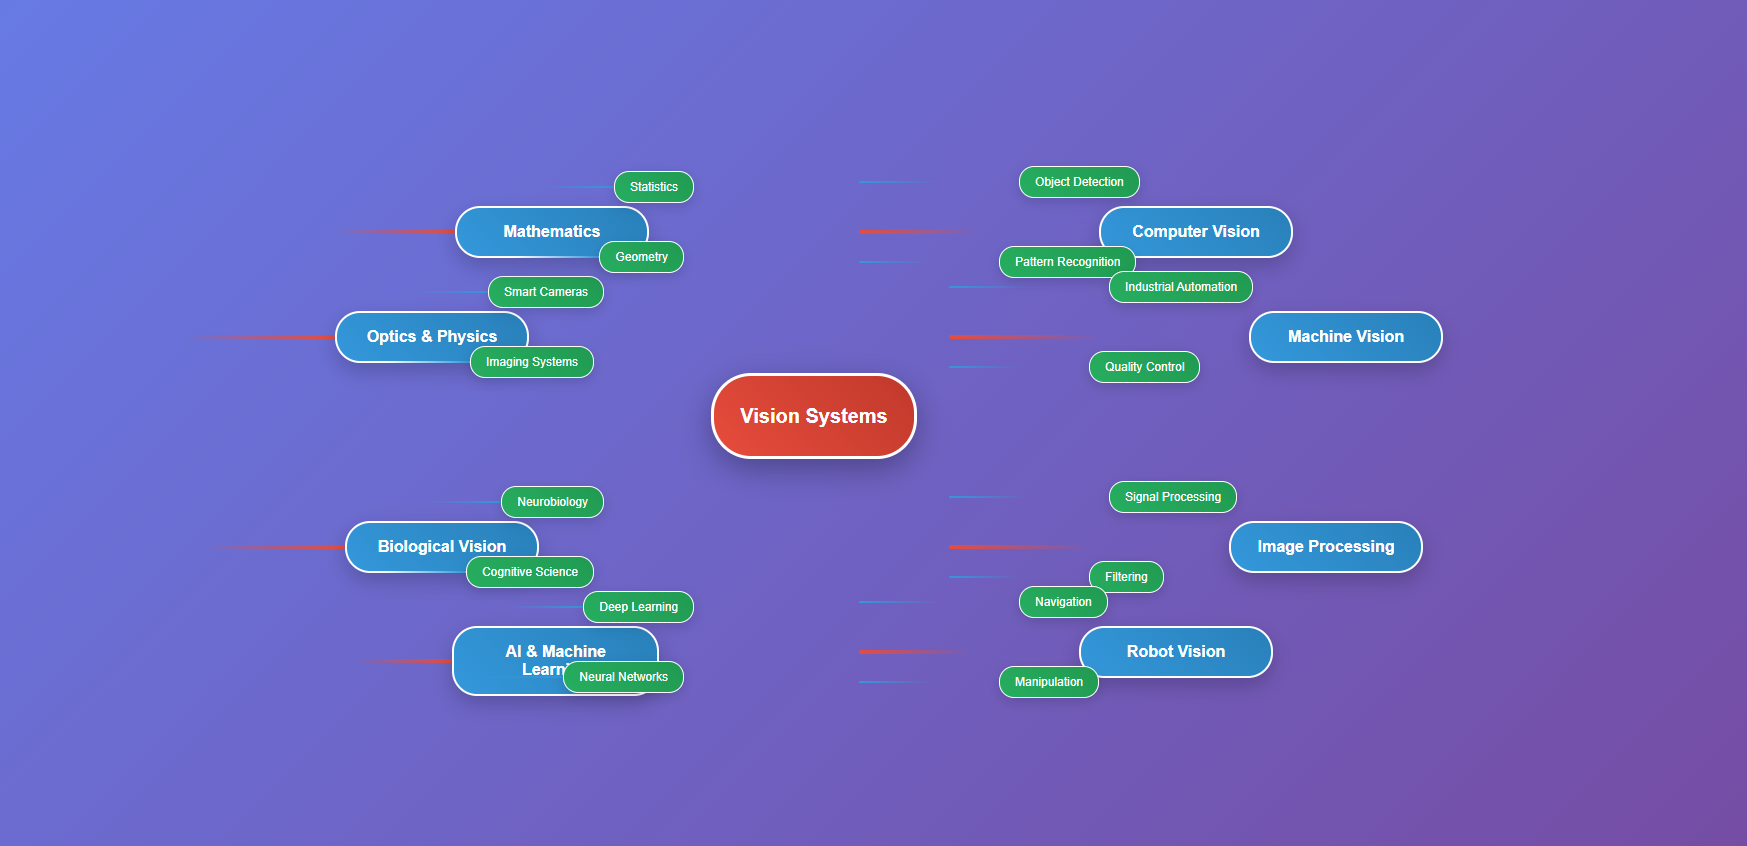 Statistics
Mathematics
Geometry
Smart Cameras
Optics & Physics
Imaging Systems
Object Detection
Computer Vision
Pattern Recognition
Industrial Automation
Machine Vision
Quality Control
Vision Systems
Neurobiology
Biological Vision
Cognitive Science
Deep Learning
AI & Machine
Neural Networks
Signal Processing
Image Processing
Filtering
Navigation
Robot Vision
Manipulation